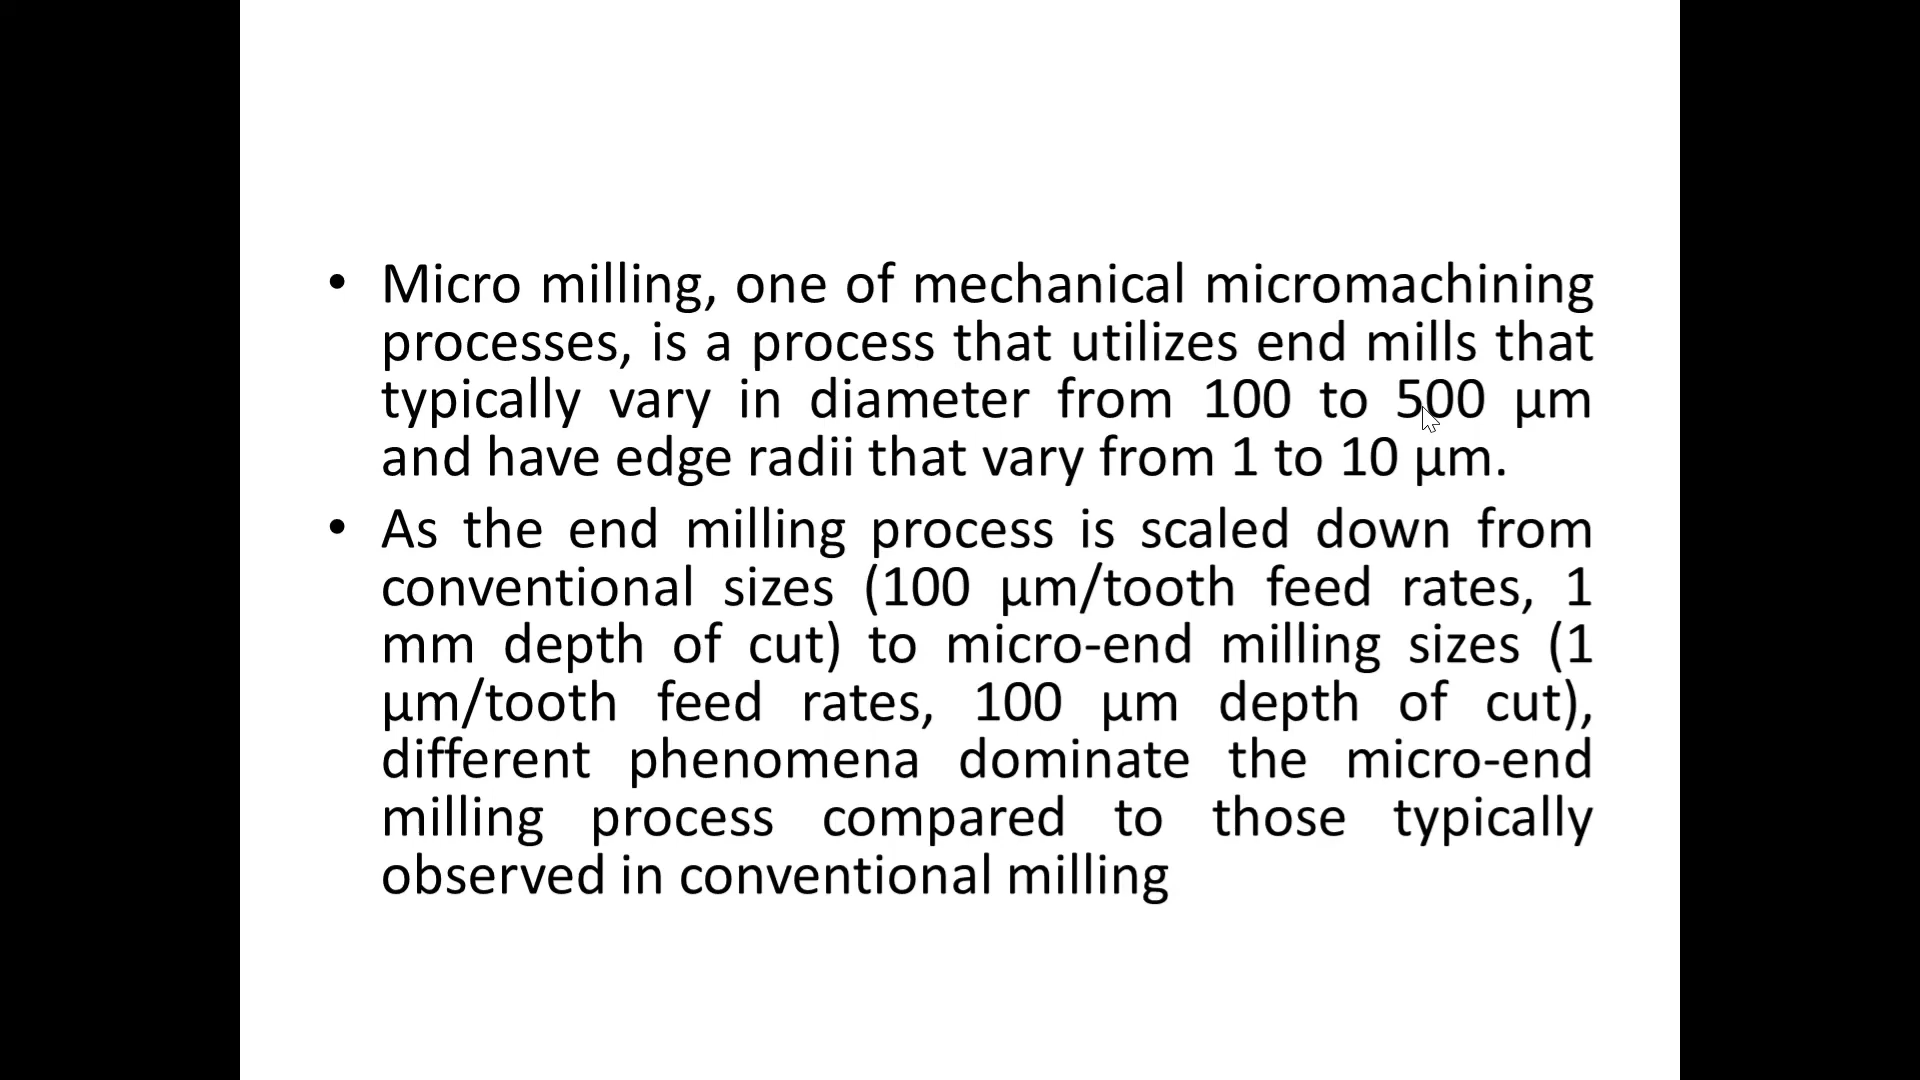 • Micro milling, one of mechanical micromachining
processes, is a process that utilizes end mills that
typically vary in diameter from 100 to 500 μm
and have edge radii that vary from 1 to 10 μm.
• As the end milling process is scaled down from
conventional sizes (100 μm/tooth feed rates, 1
mm depth of cut) to micro-end milling sizes (1
μm/tooth feed rates, 100 μm depth of cut),
different phenomena dominate the micro-end
milling process compared to those typically
observed in conventional milling